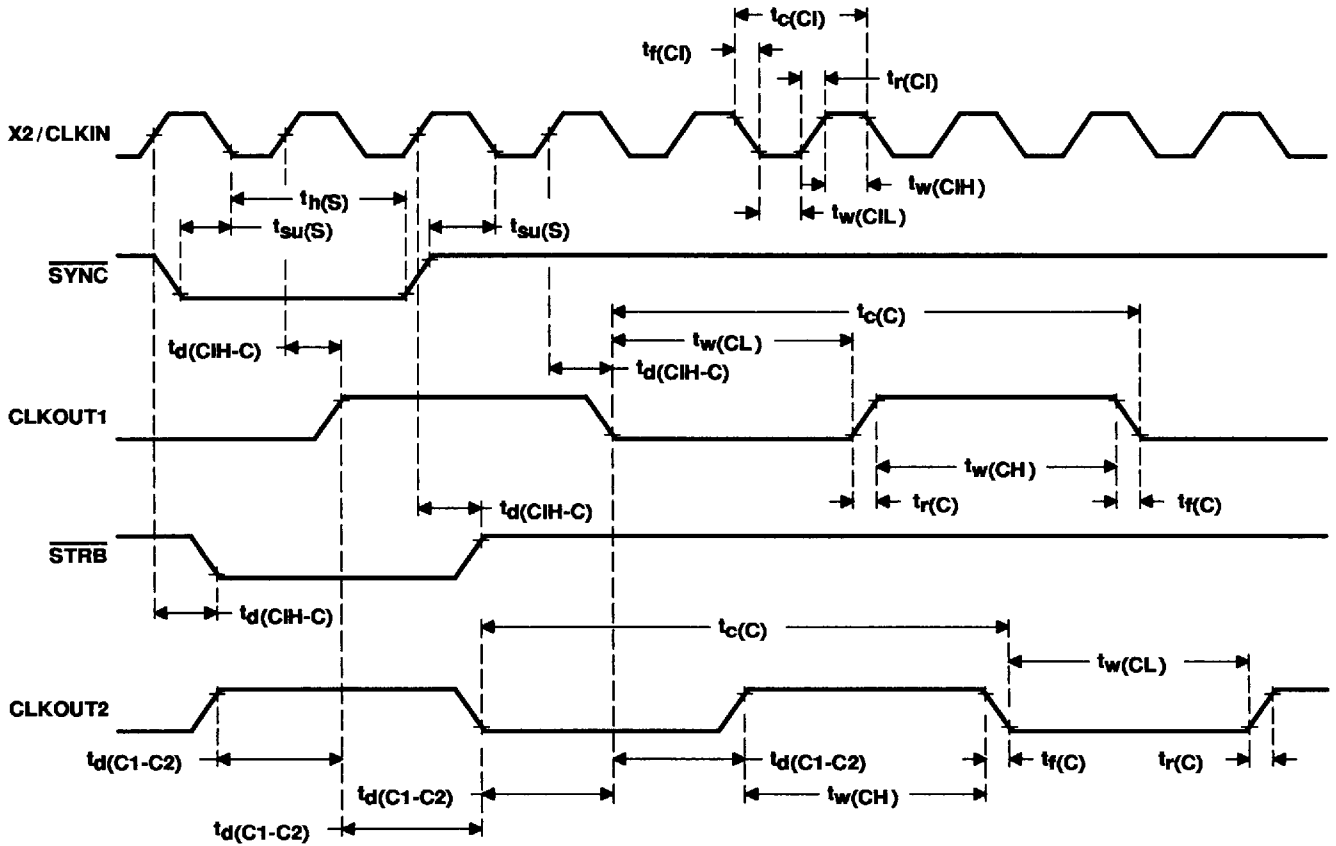 tc(CI)
tf(CI)
tr(CI)
X2/CLKIN
tw(CIH)
th(S)
tw(CIL)
tsu(S)
tsu(S)
SYNC
tc(C)
tw(CL)
td(CIH-C)
td(CIH-C)
CLKOUT1
tw(CH)
td(CIH-C)
tr(C)
tf(C)
STRB
td(CIH-C)
tc(C)
tw(CL)
CLKOUT2
td(C1-C2)
td(C1-C2)
tf(C)
tr(C)
td(C1-C2)
tw(CH)
td(C1-C2)